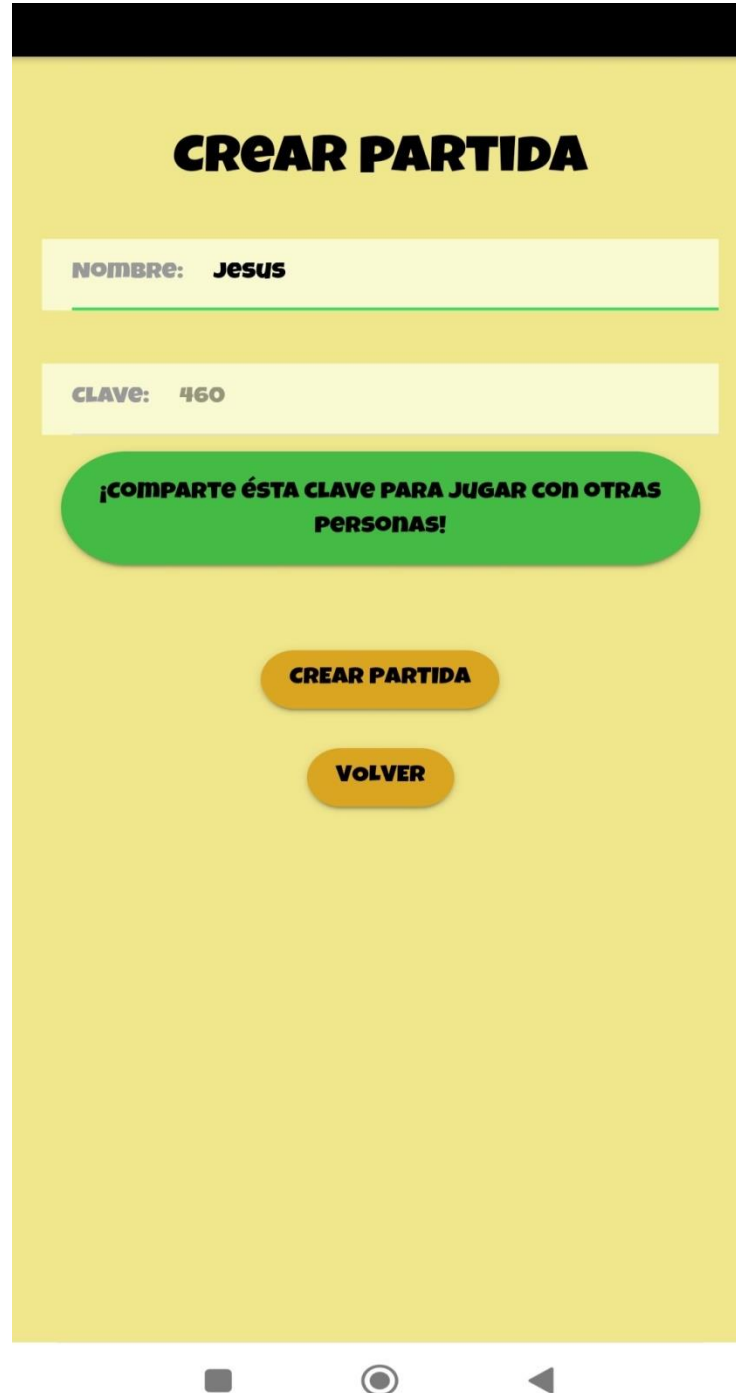 Crear Partida
Nombre: Jesus
Clave: 460
¡Comparte ésta clave para jugar con otras
personas!
CREAR PARTIDA
VOLVER